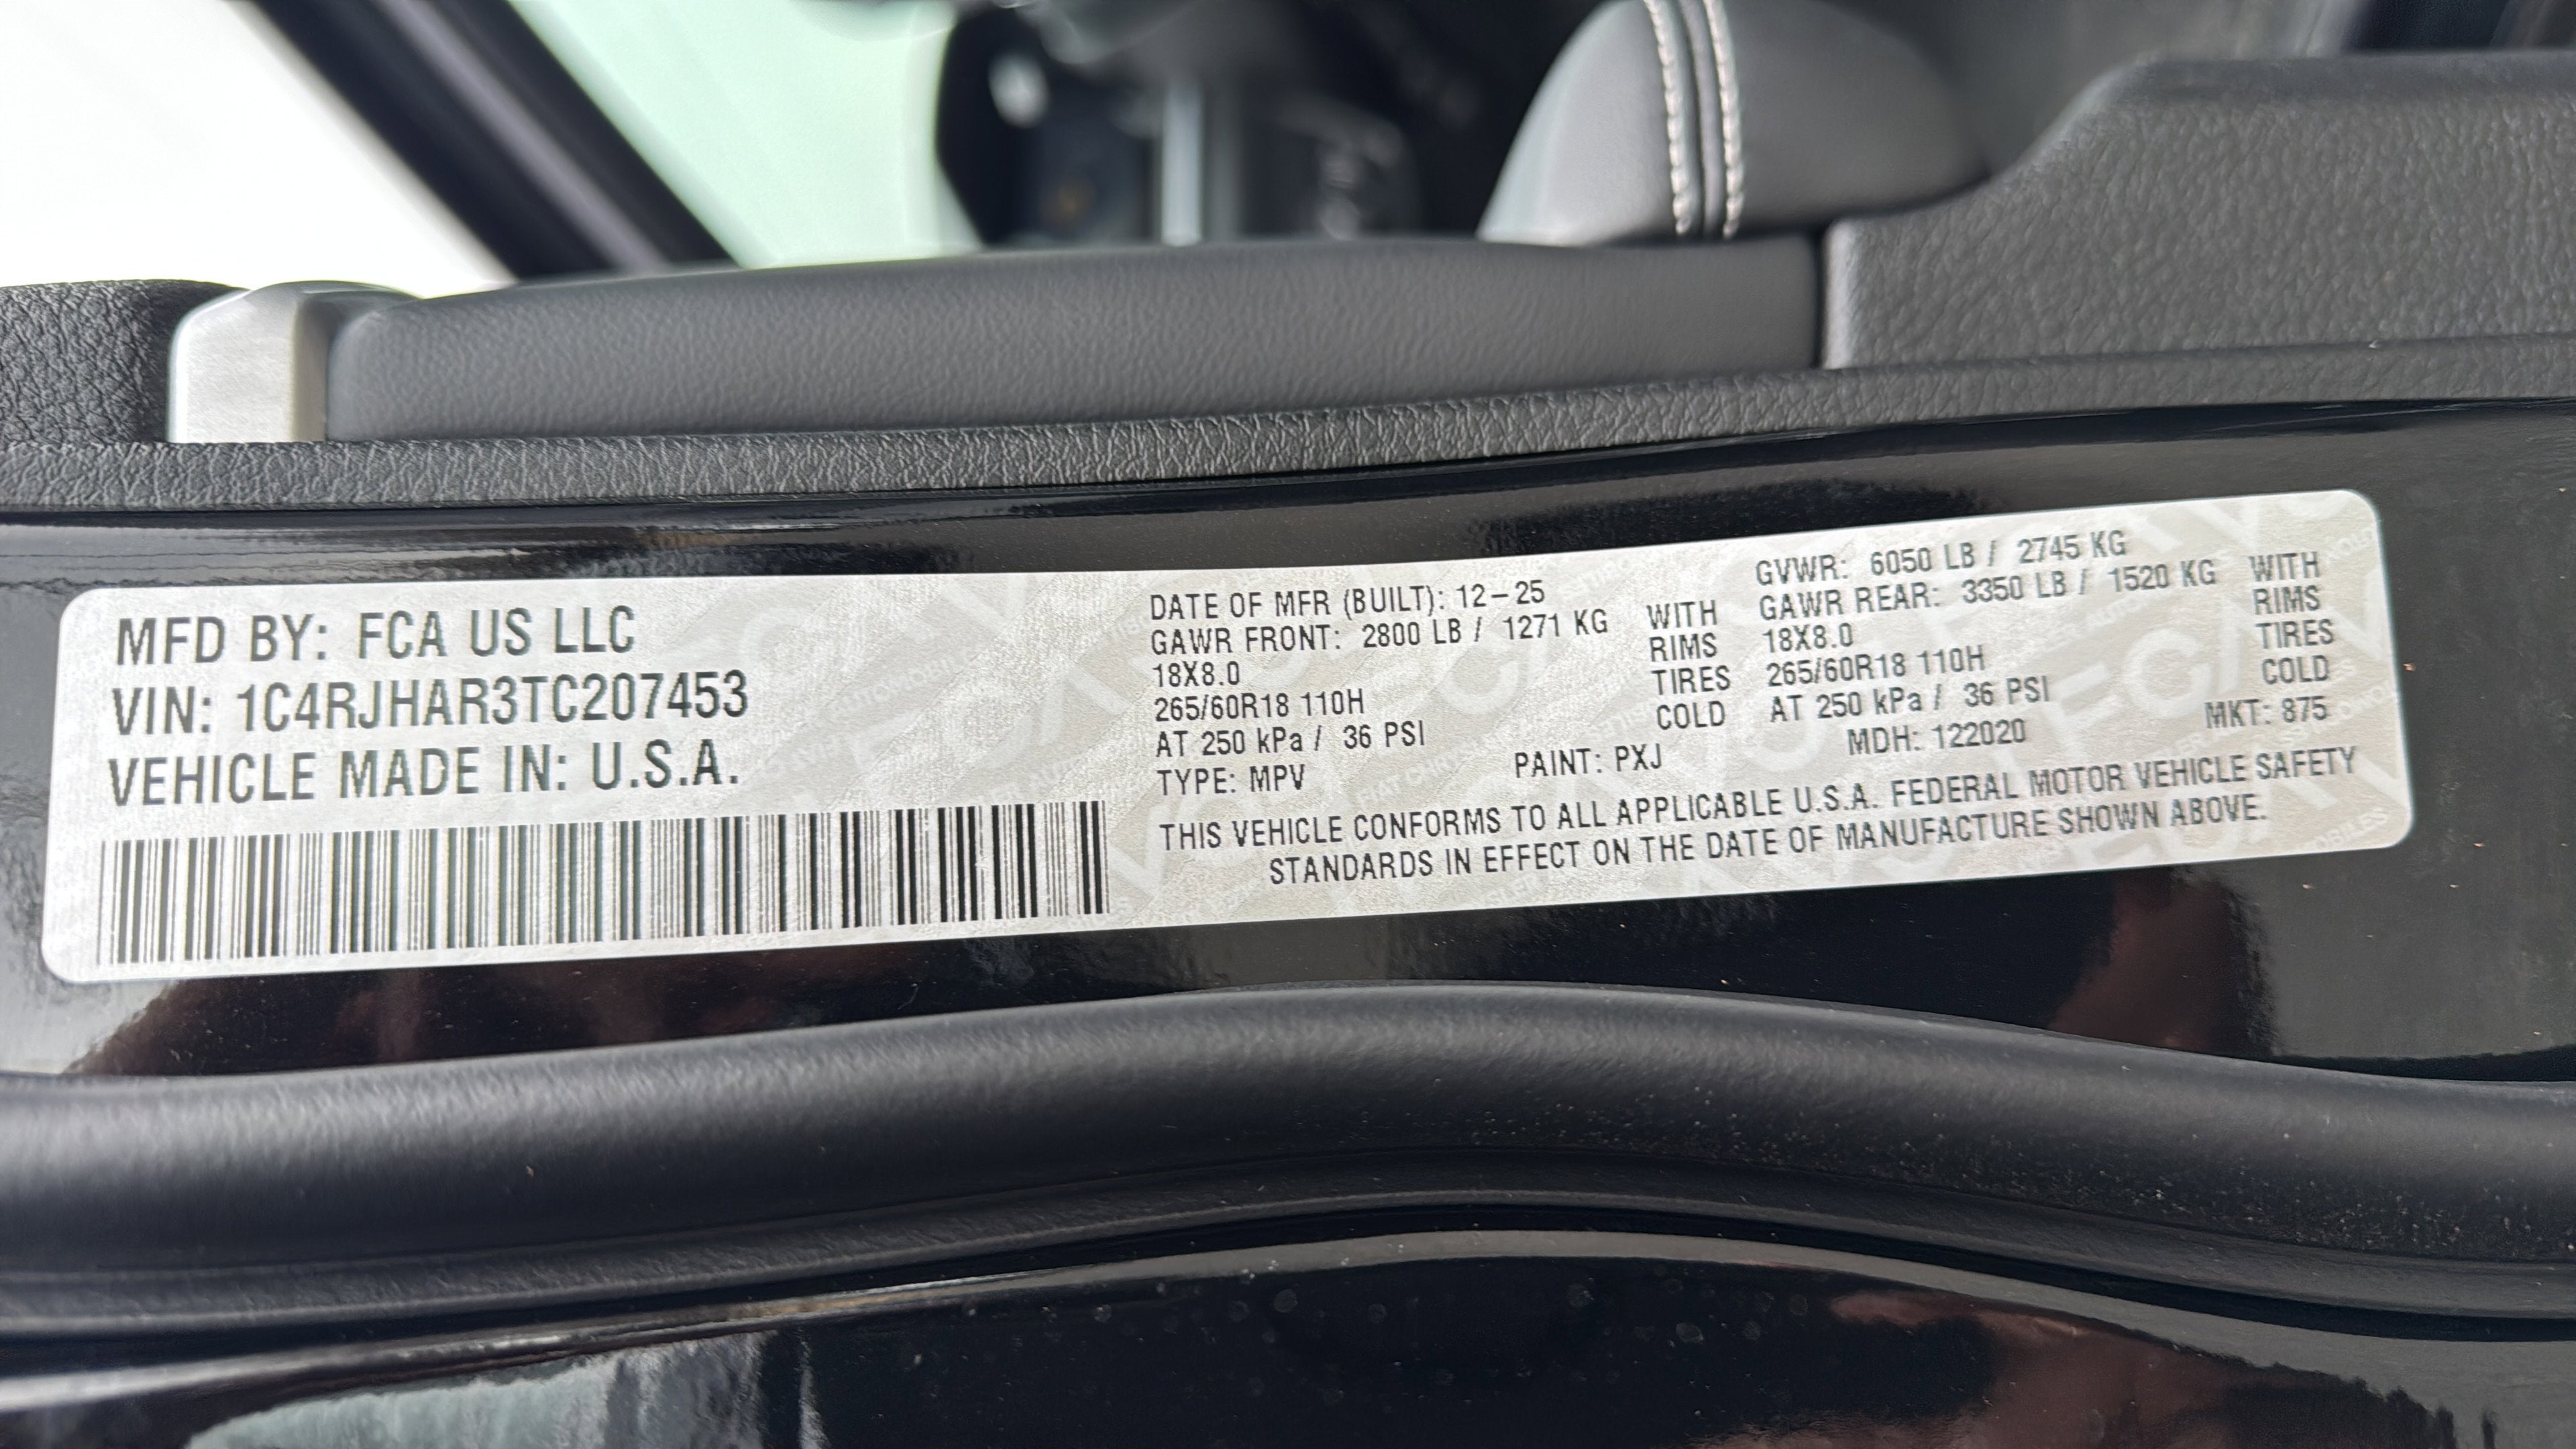 MFD BY: FCA US LLC
VIN: 1C4RJHAR3TC207453
VEHICLE MADE IN: U.S.A.
DATE OF MFR (BUILT): 12-25
GAWR FRONT: 2800 LB / 1271 KG WITH
18X8.0 RIMS
265/60R18 110H TIRES
AT 250 kPa / 36 PSI COLD
GVWR: 6050 LB / 2745 KG
GAWR REAR: 3350 LB / 1520 KG WITH
18X8.0 RIMS
265/60R18 110H TIRES
AT 250 kPa / 36 PSI COLD
TYPE: MPV PAINT: PXJ MDH: 122020 MKT: 875
THIS VEHICLE CONFORMS TO ALL APPLICABLE U.S.A. FEDERAL MOTOR VEHICLE SAFETY
STANDARDS IN EFFECT ON THE DATE OF MANUFACTURE SHOWN ABOVE.